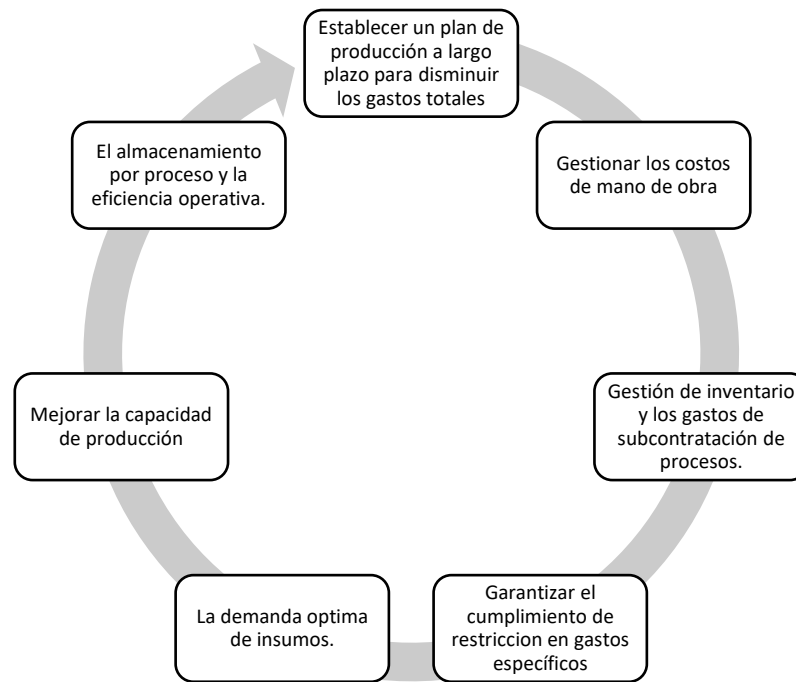 Establecer un plan de
producción a largo
plazo para disminuir
los gastos totales
Gestionar los costos
de mano de obra
Gestión de inventario
y los gastos de
subcontratación de
procesos.
Garantizar el
cumplimiento de
restriccion en gastos
específicos
La demanda optima
de insumos.
Mejorar la capacidad
de producción
El almacenamiento
por proceso y la
eficiencia operativa.